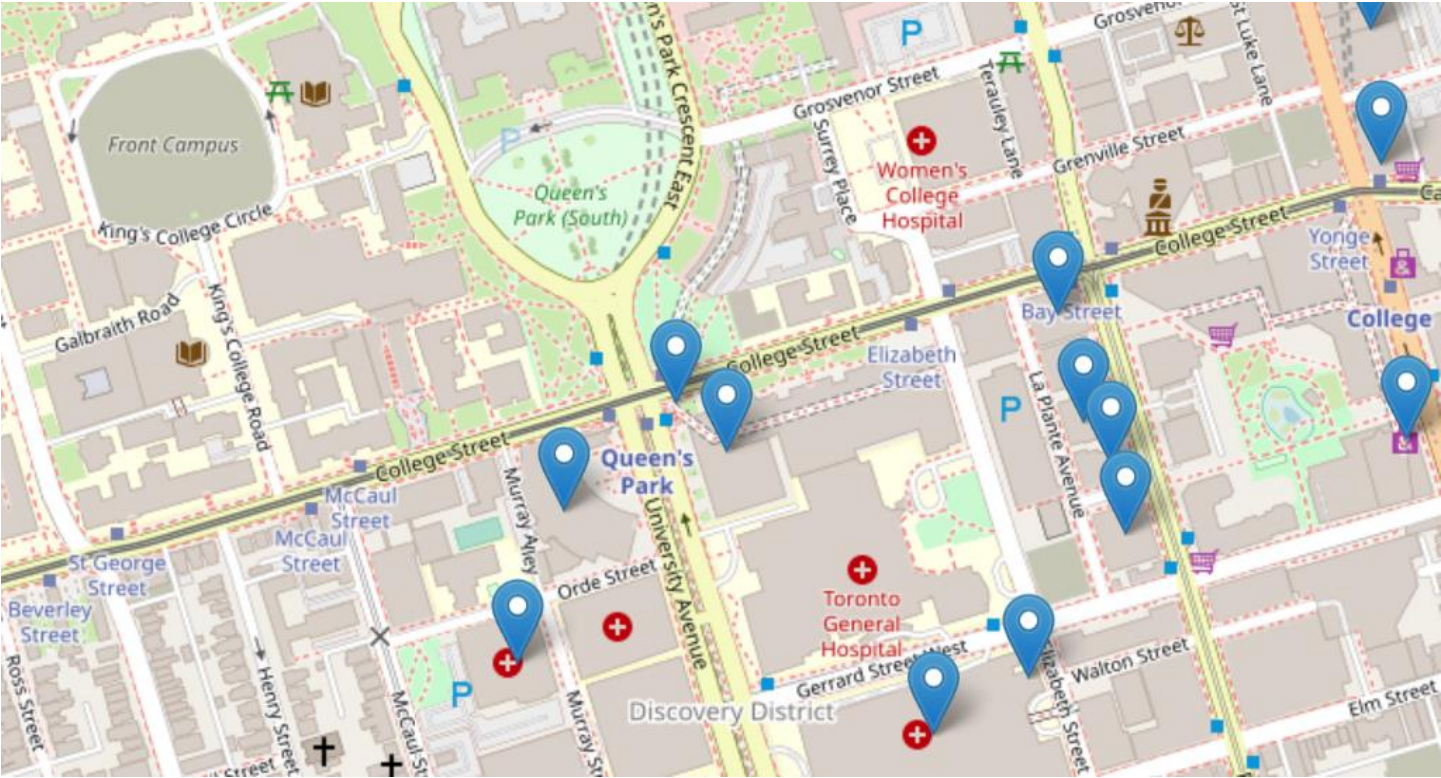 Grosvenor
St Luke Lane
n's Park Crescent East
P
Grosvenor Street
Terauley Lane
Front Campus
P
Surrey Place
Grenville Street
Women's
College
Hospital
Queen's
Park (South)
King's College Circle
College Street
Ca
Yonge
Street
Galbraith Road
King's College Road
Bay Street
College
College Street
Elizabeth
Street
P
La Plante Avenue
College Street
Queen's
Park
McCaul
Street
McCaul
Street
Murray Alley
University Avenue
St George
Street
Orde Street
Beverley
Street
Toronto
General
Hospital
Ross Street
Henry Street
McCaul St
P
Murray St
Gerrard Street West
Elizabeth Street
Walton Street
Elm Street
Discovery District
Street